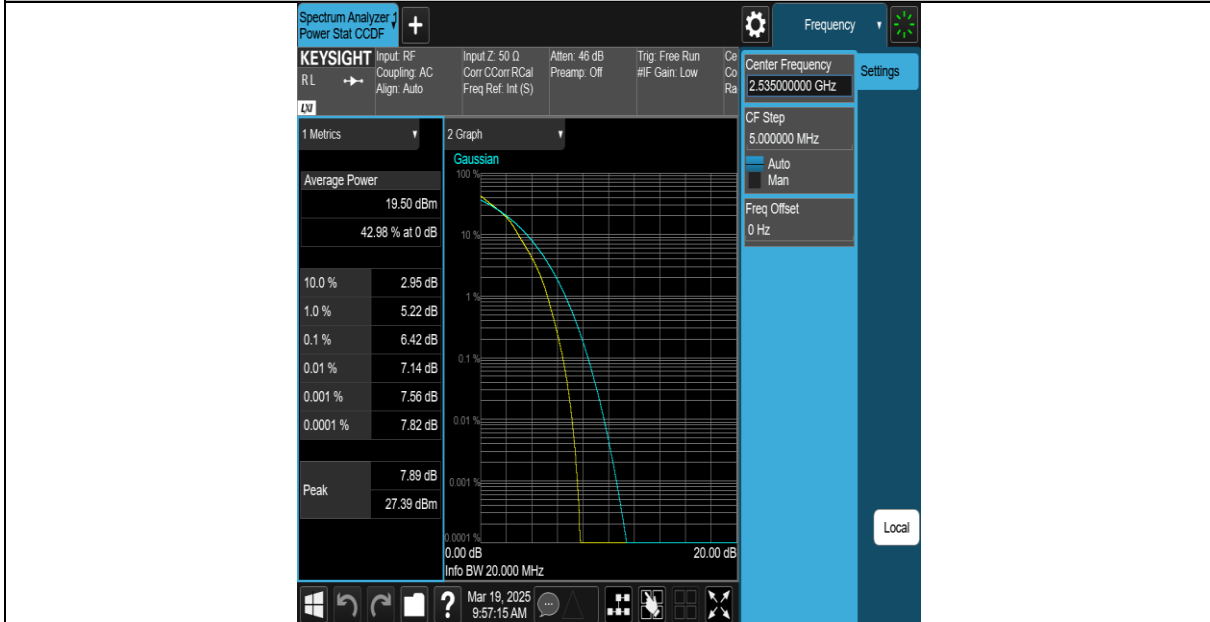 Spectrum Analyzer 1
Power Stat CCDF
Frequency
KEYSIGHT
RL
LXI
Input: RF
Coupling: AC
Align: Auto
Input Z: 50 Ω
Corr CCorr RCal
Freq Ref: Int (S)
Atten: 46 dB
Preamp: Off
Trig: Free Run
#IF Gain: Low
Ce
Co
Ra
Center Frequency
2.535000000 GHz
Settings
CF Step
5.000000 MHz
Auto
Man
Freq Offset
0 Hz
1 Metrics
Average Power
19.50 dBm
42.98 % at 0 dB
10.0 % 2.95 dB
1.0 % 5.22 dB
0.1 % 6.42 dB
0.01 % 7.14 dB
0.001 % 7.56 dB
0.0001 % 7.82 dB
Peak
7.89 dB
27.39 dBm
2 Graph
Gaussian
100 %
10 %
1 %
0.1 %
0.01 %
0.001 %
0.0001 %
0.00 dB 20.00 dB
Info BW 20.000 MHz
Local
Mar 19, 2025
9:57:15 AM